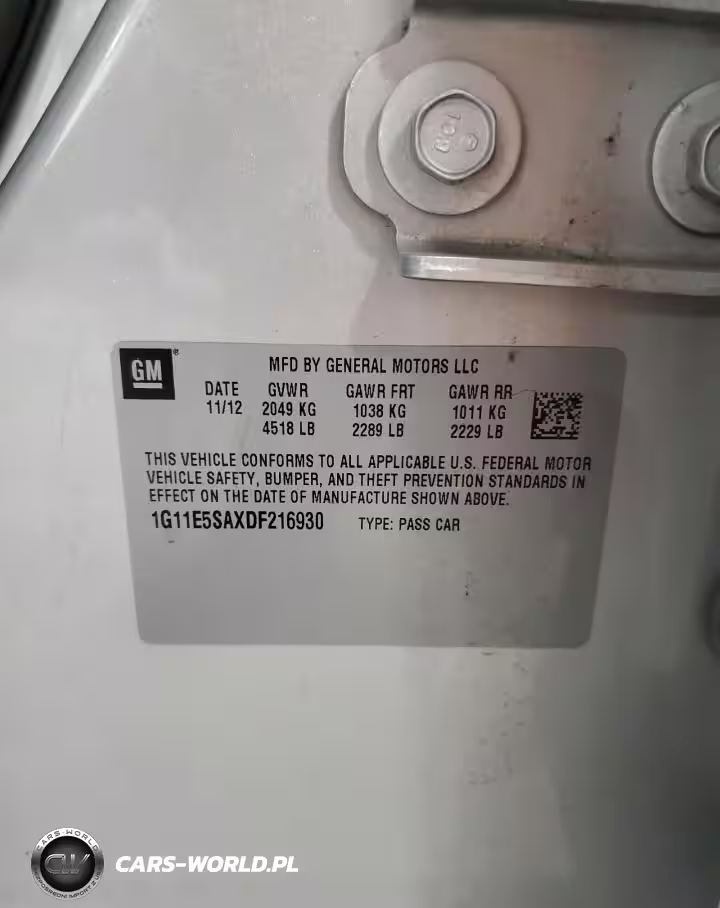 GM
MFD BY GENERAL MOTORS LLC
DATE GVWR GAWR FRT GAWR RR
11/12 2049 KG 1038 KG 1011 KG
4518 LB 2289 LB 2229 LB
THIS VEHICLE CONFORMS TO ALL APPLICABLE U.S. FEDERAL MOTOR
VEHICLE SAFETY, BUMPER, AND THEFT PREVENTION STANDARDS IN
EFFECT ON THE DATE OF MANUFACTURE SHOWN ABOVE.
1G11E5SAXDF216930 TYPE: PASS CAR
CARS-WORLD
CW
CARS-WORLD.PL